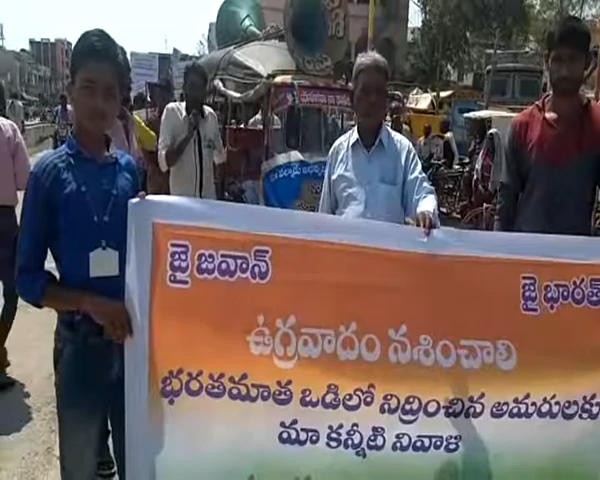 జై జవాన్
జై భారత్
ఉగ్రవాదం నశించాలి
భరతమాత ఒడిలో నిద్రించిన అమరులకు
మా కన్నీటి నివాళి